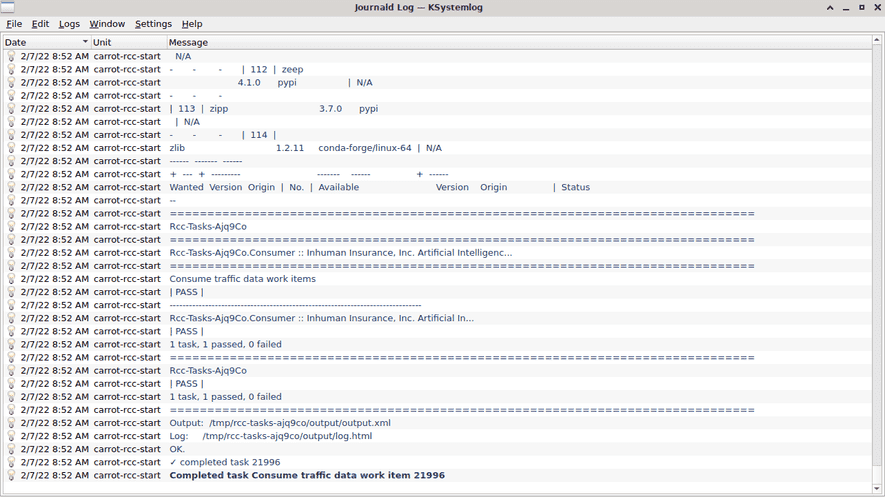 Journald Log — KSystemlog
File Edit Logs Window Settings Help
Date Unit Message
2/7/22 8:52 AM carrot-rcc-start N/A
2/7/22 8:52 AM carrot-rcc-start - - - | 112 | zeep
2/7/22 8:52 AM carrot-rcc-start 4.1.0 pypi | N/A
2/7/22 8:52 AM carrot-rcc-start - - -
2/7/22 8:52 AM carrot-rcc-start | 113 | zipp 3.7.0 pypi
2/7/22 8:52 AM carrot-rcc-start | N/A
2/7/22 8:52 AM carrot-rcc-start - - - | 114 |
2/7/22 8:52 AM carrot-rcc-start zlib 1.2.11 conda-forge/linux-64 | N/A
2/7/22 8:52 AM carrot-rcc-start ------ ------- ------
2/7/22 8:52 AM carrot-rcc-start + --- + --------- ------- ------ + ------
2/7/22 8:52 AM carrot-rcc-start Wanted Version Origin | No. | Available Version Origin | Status
2/7/22 8:52 AM carrot-rcc-start --
2/7/22 8:52 AM carrot-rcc-start ==============================================================================
2/7/22 8:52 AM carrot-rcc-start Rcc-Tasks-Ajq9Co
2/7/22 8:52 AM carrot-rcc-start ==============================================================================
2/7/22 8:52 AM carrot-rcc-start Rcc-Tasks-Ajq9Co.Consumer :: Inhuman Insurance, Inc. Artificial Intelligenc...
2/7/22 8:52 AM carrot-rcc-start ==============================================================================
2/7/22 8:52 AM carrot-rcc-start Consume traffic data work items
2/7/22 8:52 AM carrot-rcc-start | PASS |
2/7/22 8:52 AM carrot-rcc-start ------------------------------------------------------------------------------
2/7/22 8:52 AM carrot-rcc-start Rcc-Tasks-Ajq9Co.Consumer :: Inhuman Insurance, Inc. Artificial In...
2/7/22 8:52 AM carrot-rcc-start | PASS |
2/7/22 8:52 AM carrot-rcc-start 1 task, 1 passed, 0 failed
2/7/22 8:52 AM carrot-rcc-start ==============================================================================
2/7/22 8:52 AM carrot-rcc-start Rcc-Tasks-Ajq9Co
2/7/22 8:52 AM carrot-rcc-start | PASS |
2/7/22 8:52 AM carrot-rcc-start 1 task, 1 passed, 0 failed
2/7/22 8:52 AM carrot-rcc-start ==============================================================================
2/7/22 8:52 AM carrot-rcc-start Output: /tmp/rcc-tasks-ajq9co/output/output.xml
2/7/22 8:52 AM carrot-rcc-start Log: /tmp/rcc-tasks-ajq9co/output/log.html
2/7/22 8:52 AM carrot-rcc-start OK.
2/7/22 8:52 AM carrot-rcc-start ✓ completed task 21996
2/7/22 8:52 AM carrot-rcc-start Completed task Consume traffic data work item 21996